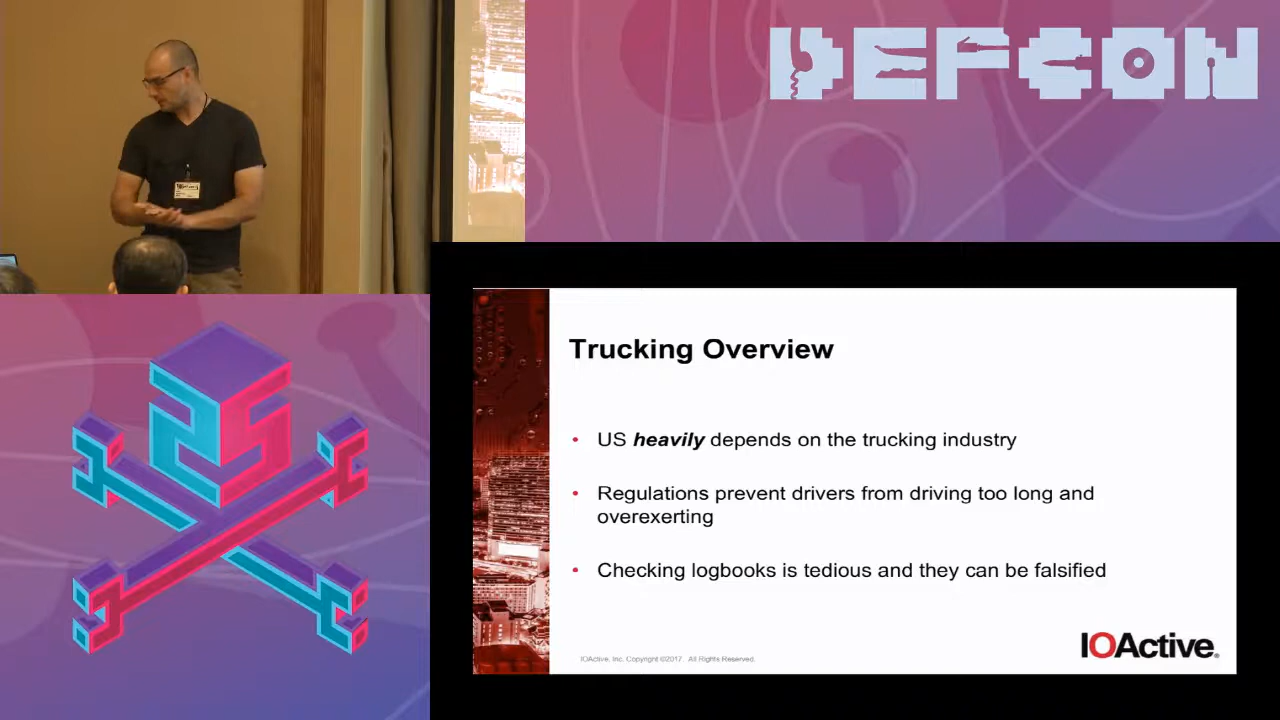 DEFCON
Trucking Overview
• US heavily depends on the trucking industry
• Regulations prevent drivers from driving too long and
overexerting
• Checking logbooks is tedious and they can be falsified
IOActive, Inc. Copyright ©2017. All Rights Reserved.
IOActive.